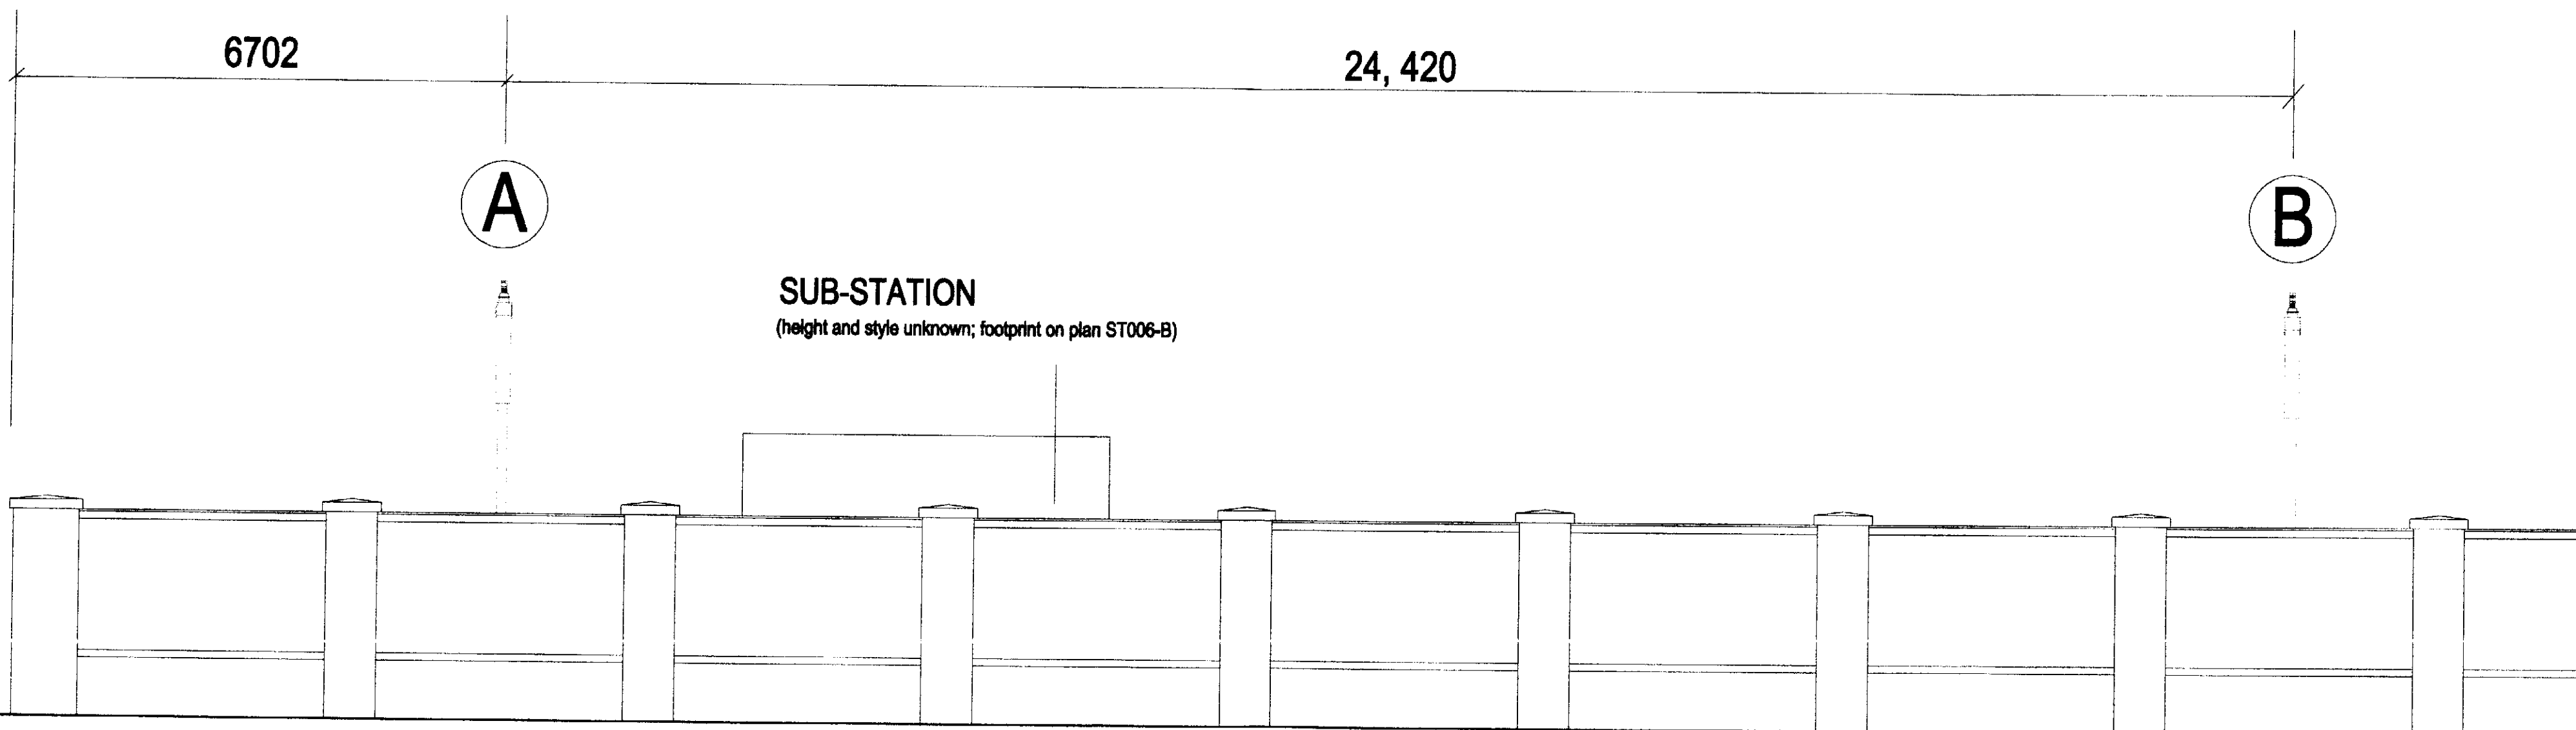 6702
24, 420
A
B
SUB-STATION
(height and style unknown; footprint on plan ST006-B)